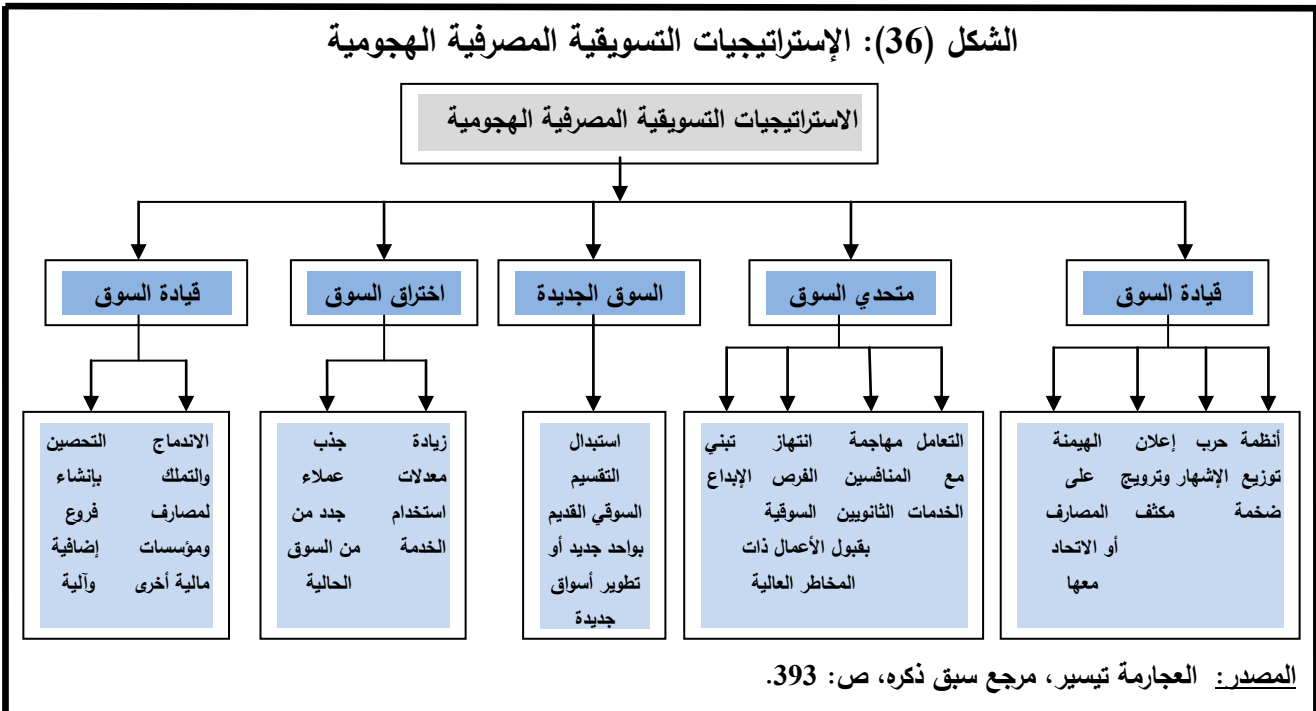 الشكل (36): الإستراتيجيات التسويقية المصرفية الهجومية
الاستراتيجيات التسويقية المصرفية الهجومية
قيادة السوق
متحدي السوق
السوق الجديدة
اختراق السوق
قيادة السوق
أنظمة حرب إعلان الهيمنة
توزيع الإشهار وترويج على
ضخمة مكثف المصارف
أو الاتحاد
معها
التعامل مهاجمة انتهاز تبني
مع المنافسين الفرص الإبداع
الخدمات الثانويين السوقية
بقبول الأعمال ذات
المخاطر العالية
استبدال
التقسيم
السوقي القديم
بواحد جديد أو
تطوير أسواق
جديدة
زيادة جذب
معدلات عملاء
استخدام جدد من
الخدمة من السوق
الحالية
الاندماج التحصين
والتملك بإنشاء
لمصارف فروع
ومؤسسات إضافية
مالية أخرى وآلية
المصدر: العجارمة تيسير، مرجع سبق ذكره، ص: 393.